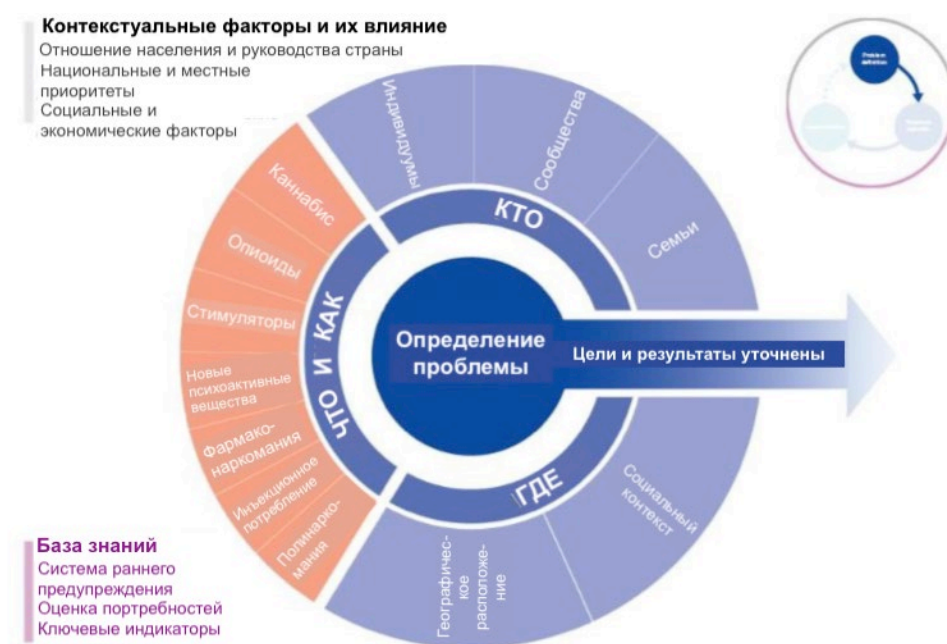 Контекстуальные факторы и их влияние
Отношение населения и руководства страны
Национальные и местные
приоритеты
Социальные и
экономические факторы
Problem
definition
Индивидуумы
Сообщества
Семьи
КТО
Каннабис
Опиоиды
Стимуляторы
Новые
психоактивные
вещества
Фармако-
наркомания
Инъекционное
потребление
Полинарко-
мания
ЧТО И КАК
Определение
проблемы
Цели и результаты уточнены
ГДЕ
Социальный
контекст
Географичес-
кое
расположе-
ние
База знаний
Система раннего
предупреждения
Оценка портребностей
Ключевые индикаторы